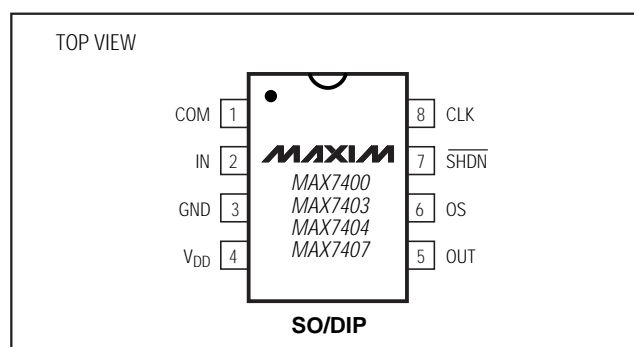 TOP VIEW
COM 1
8 CLK
IN 2
MAXIM
7 S̅H̅D̅N̅
MAX7400
MAX7403
GND 3
6 OS
MAX7404
MAX7407
VDD 4
5 OUT
SO/DIP